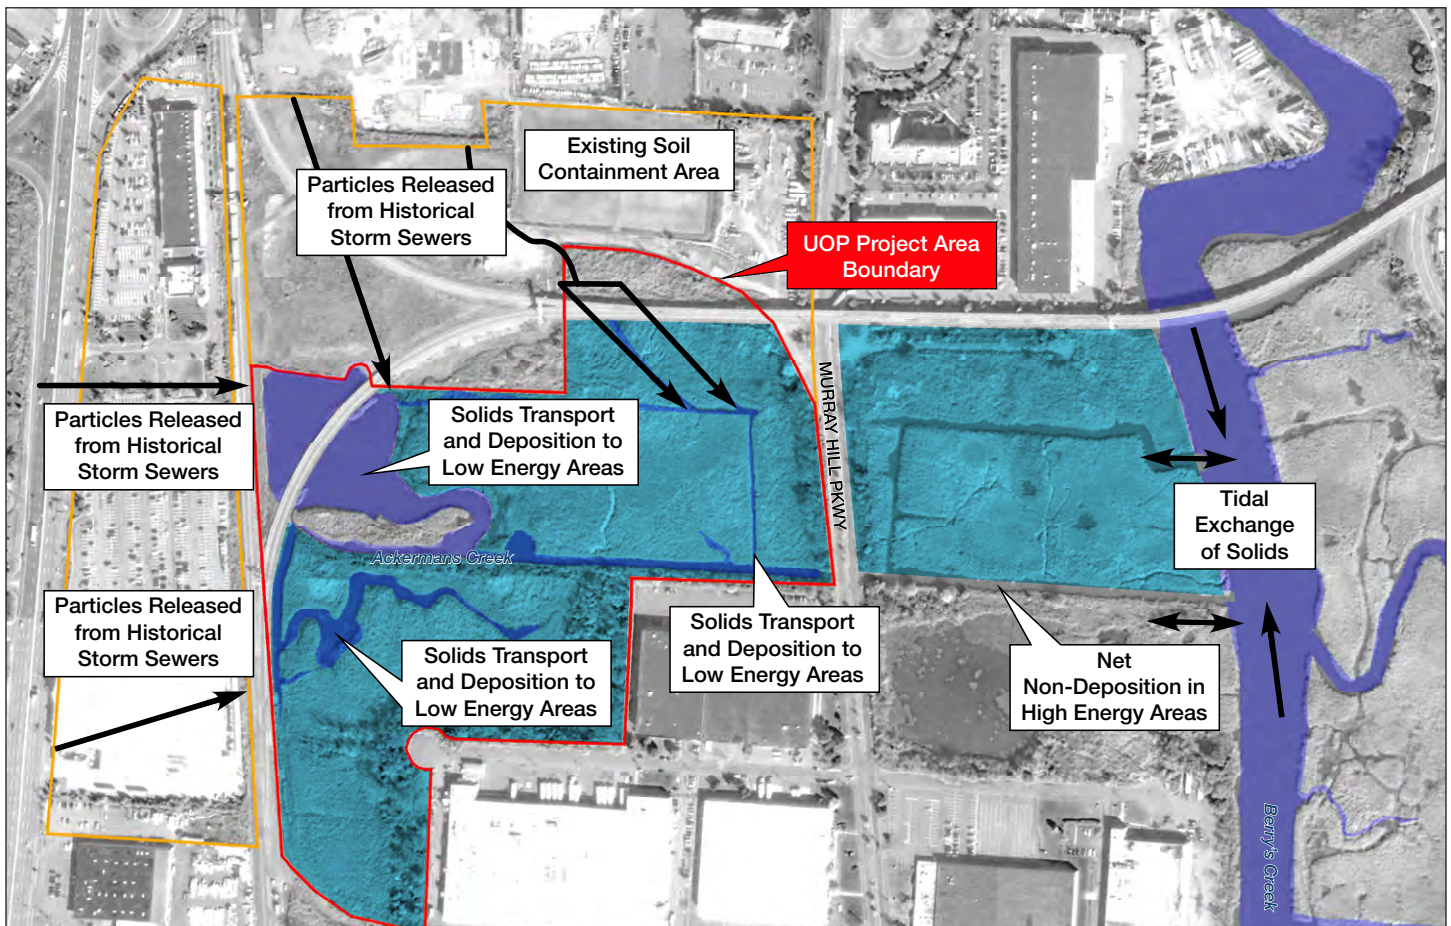 Existing Soil
Containment Area
Particles Released
from Historical
Storm Sewers
UOP Project Area
Boundary
MURRAY HILL PKWY
Particles Released
from Historical
Storm Sewers
Solids Transport
and Deposition to
Low Energy Areas
Tidal
Exchange
of Solids
Ackermans Creek
Particles Released
from Historical
Storm Sewers
Solids Transport
and Deposition to
Low Energy Areas
Solids Transport
and Deposition to
Low Energy Areas
Net
Non-Deposition in
High Energy Areas
Berry's Creek